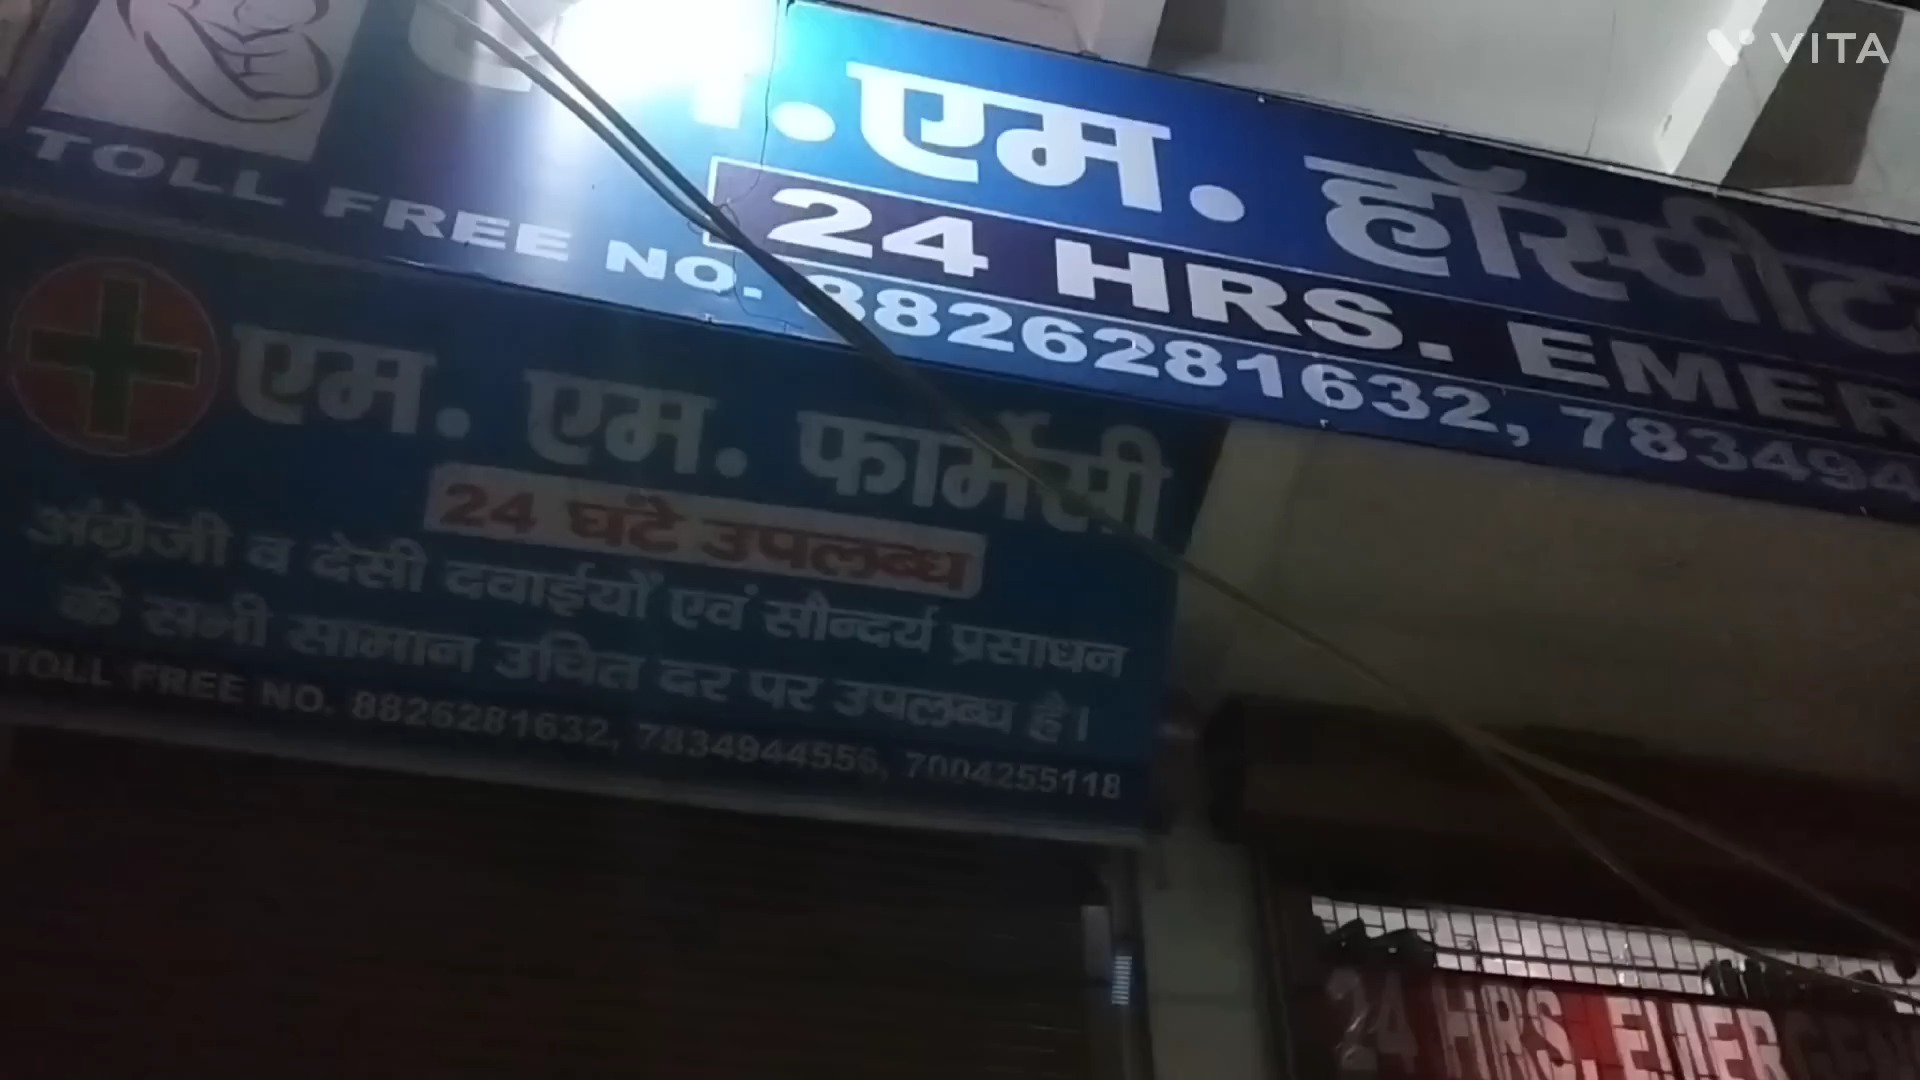 VITA
.एम. हॉस्पीट
24 HRS. EMER
TOLL FREE NO. 8826281632, 783494
एम. एम. फार्मेसी
24 घंटे उपलब्ध
अंग्रेजी व देसी दवाईयों एवं सौन्दर्य प्रसाधन
के सभी सामान उचित दर पर उपलब्ध है।
TOLL FREE NO. 8826281632, 7834944556, 7004255118
24 HRS. EMERGEN